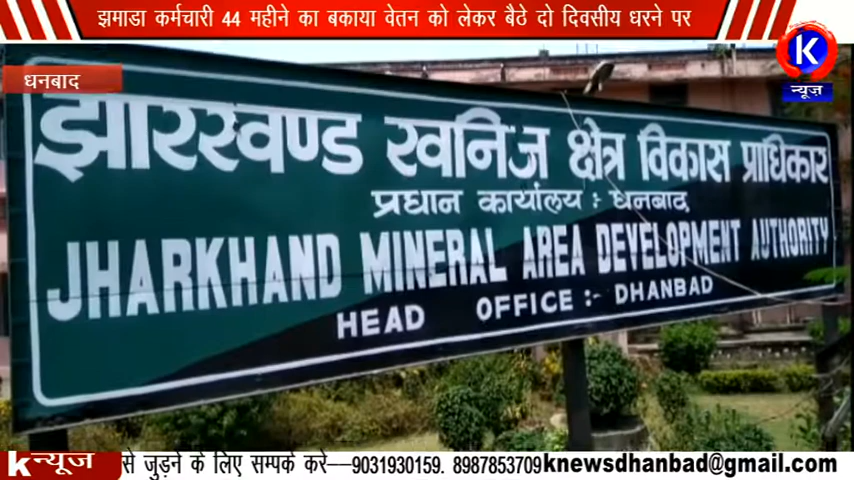 झमाडा कर्मचारी 44 महीने का बकाया वेतन को लेकर बैठे दो दिवसीय धरने पर
K
न्यूज़
धनबाद
झारखण्ड खनिज क्षेत्र विकास प्राधिकार
प्रधान कार्यालय : धनबाद
JHARKHAND MINERAL AREA DEVELOPMENT AUTHORITY
HEAD OFFICE :- DHANBAD
Kन्यूज से जुड़ने के लिए सम्पर्क करे---9031930159. 8987853709knewsdhanbad@gmail.com